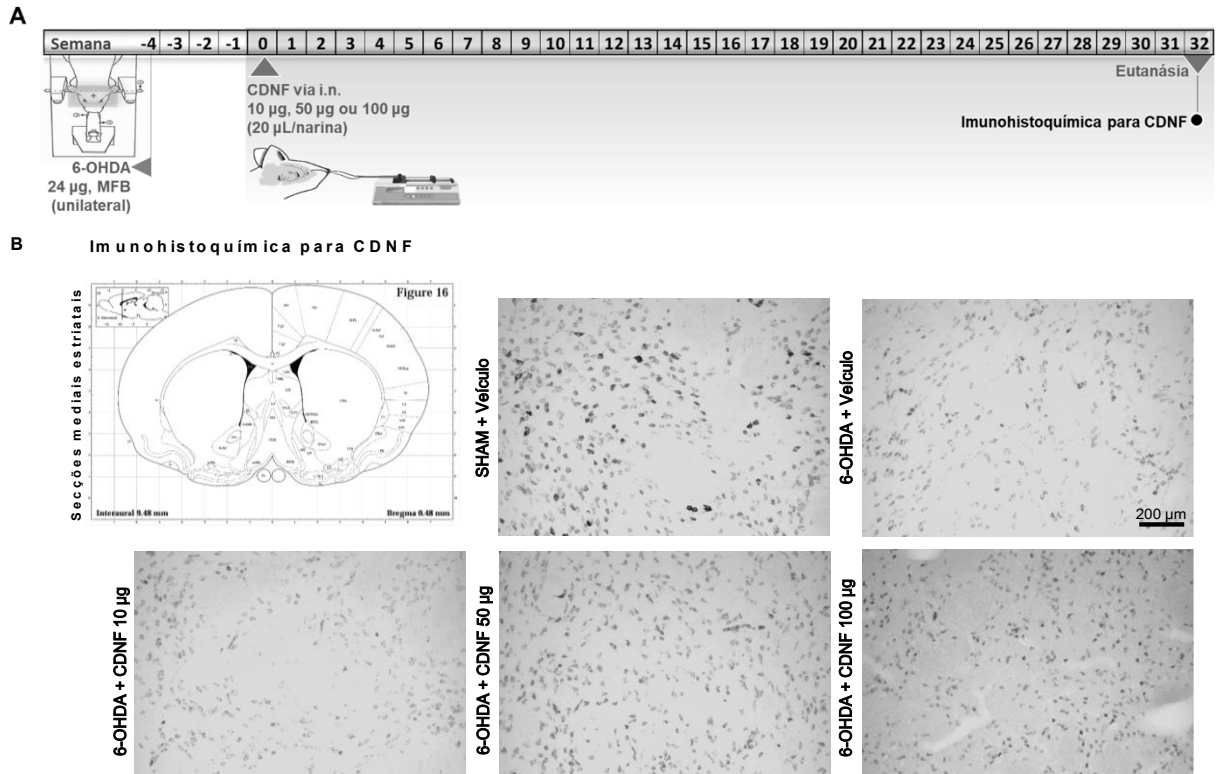 A
Semana -4 -3 -2 -1 0 1 2 3 4 5 6 7 8 9 10 11 12 13 14 15 16 17 18 19 20 21 22 23 24 25 26 27 28 29 30 31 32
6-OHDA
24 µg, MFB
(unilateral)
CDNF via i.n.
10 µg, 50 µg ou 100 µg
(20 µL/narina)
Eutanásia
Imunohistoquímica para CDNF
B
Imunohistoquímica para CDNF
Secções mediais estriatais
Figure 16
Interaural 9.48 mm
Bregma 0.48 mm
SHAM + Veículo
6-OHDA + Veículo
200 µm
6-OHDA + CDNF 10 µg
6-OHDA + CDNF 50 µg
6-OHDA + CDNF 100 µg